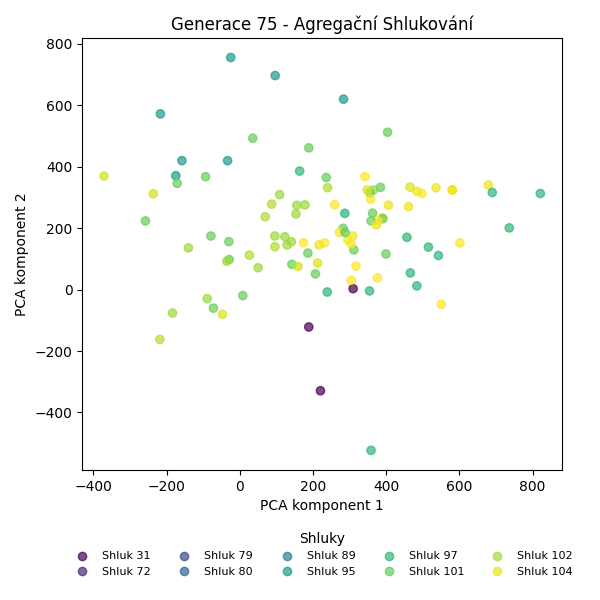 Generace 75 - Agregační Shlukování
PCA komponent 2
800
600
400
200
0
−200
−400
−400 −200 0 200 400 600 800
PCA komponent 1
Shluky
Shluk 31 Shluk 79 Shluk 89 Shluk 97 Shluk 102
Shluk 72 Shluk 80 Shluk 95 Shluk 101 Shluk 104